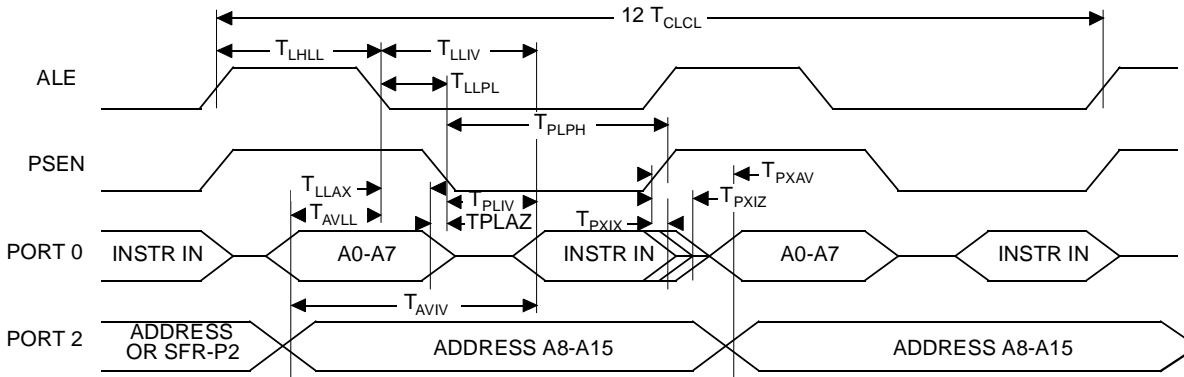 12 TCLCL
TLHLL TLLIV
ALE
TLLPL
TPLPH
PSEN
TLLAX TPLIV TPXAV
TAVLL TPLAZ TPXIX TPXIZ
PORT 0 INSTR IN A0-A7 INSTR IN A0-A7 INSTR IN
TAVIV
PORT 2 ADDRESS OR SFR-P2 ADDRESS A8-A15 ADDRESS A8-A15